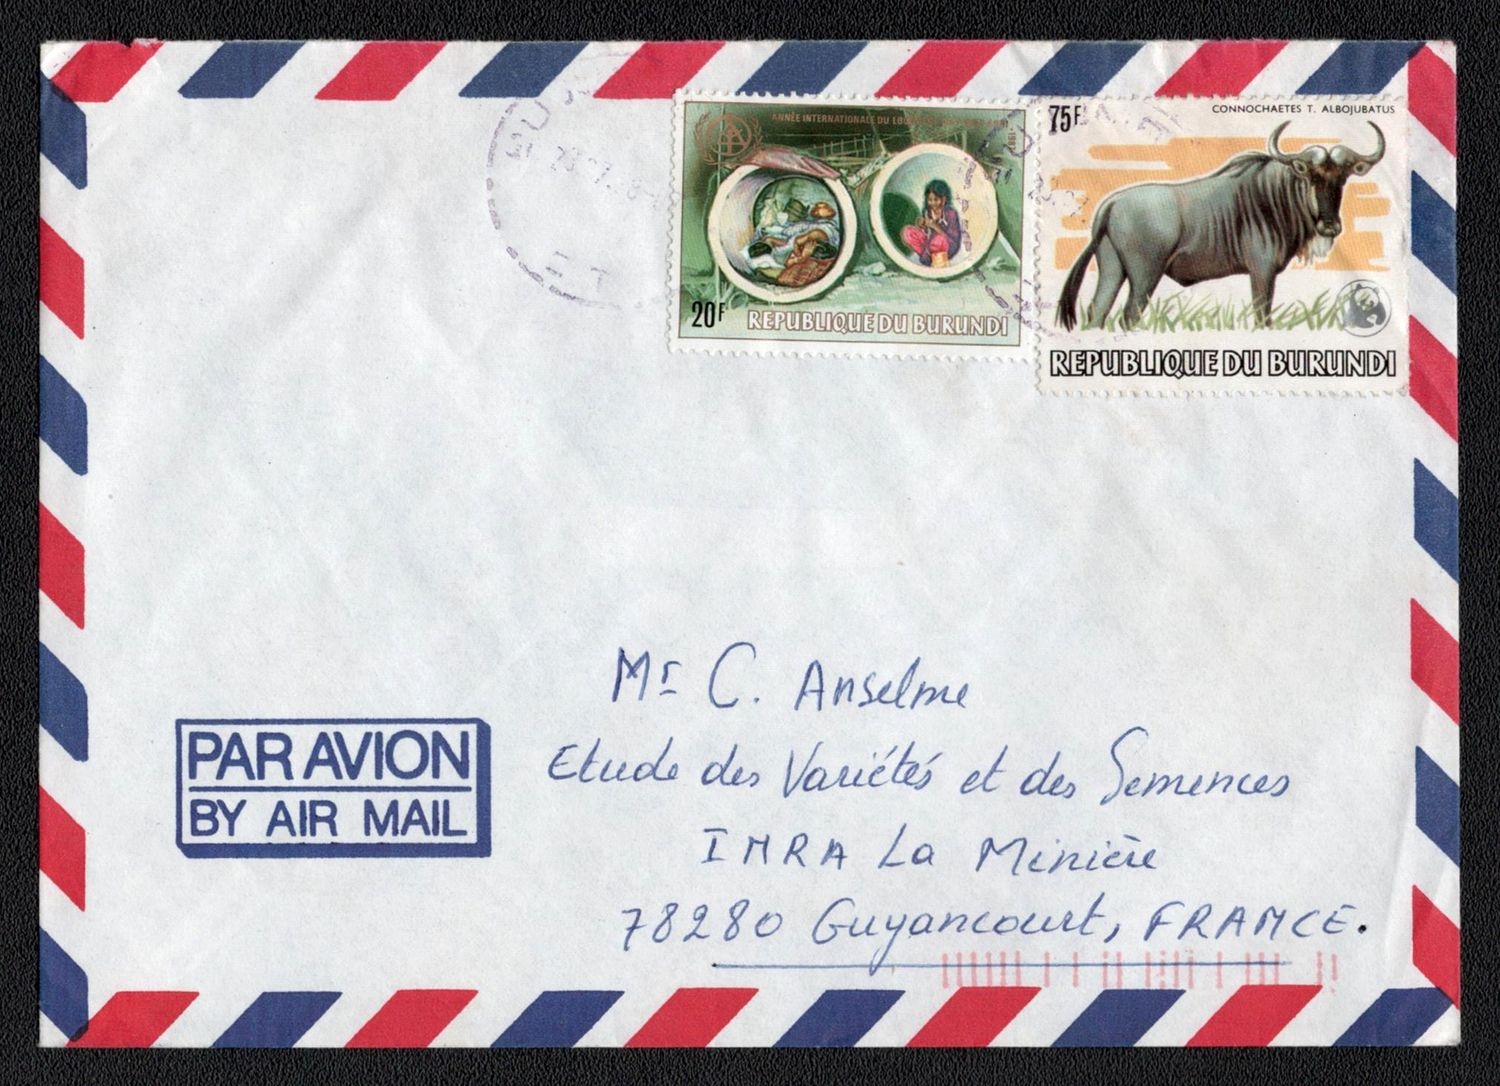 ANNÉE INTERNATIONALE DU
20F
REPUBLIQUE DU BURUNDI
75F
CONNOCHAETES T. ALBOJUBATUS
REPUBLIQUE DU BURUNDI
Mr C. Anselme
Etude des Variétés et des Semences
INRA La Minière
78280 Guyancourt, FRANCE.
PAR AVION
BY AIR MAIL